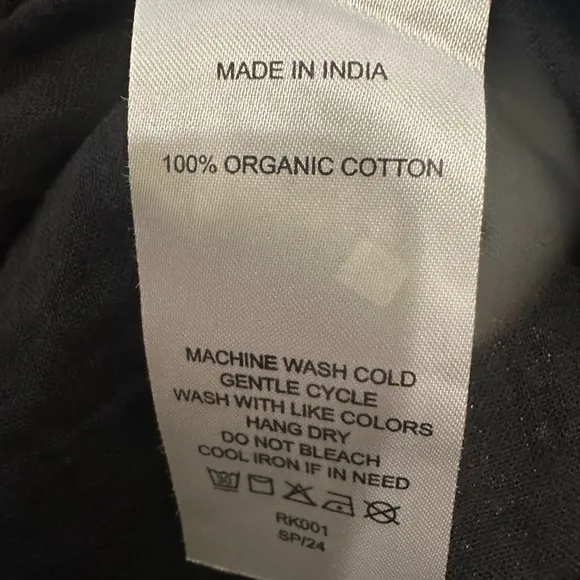 MADE IN INDIA
100% ORGANIC COTTON
MACHINE WASH COLD
GENTLE CYCLE
WASH WITH LIKE COLORS
HANG DRY
DO NOT BLEACH
COOL IRON IF IN NEED
30
RK001
SP/24